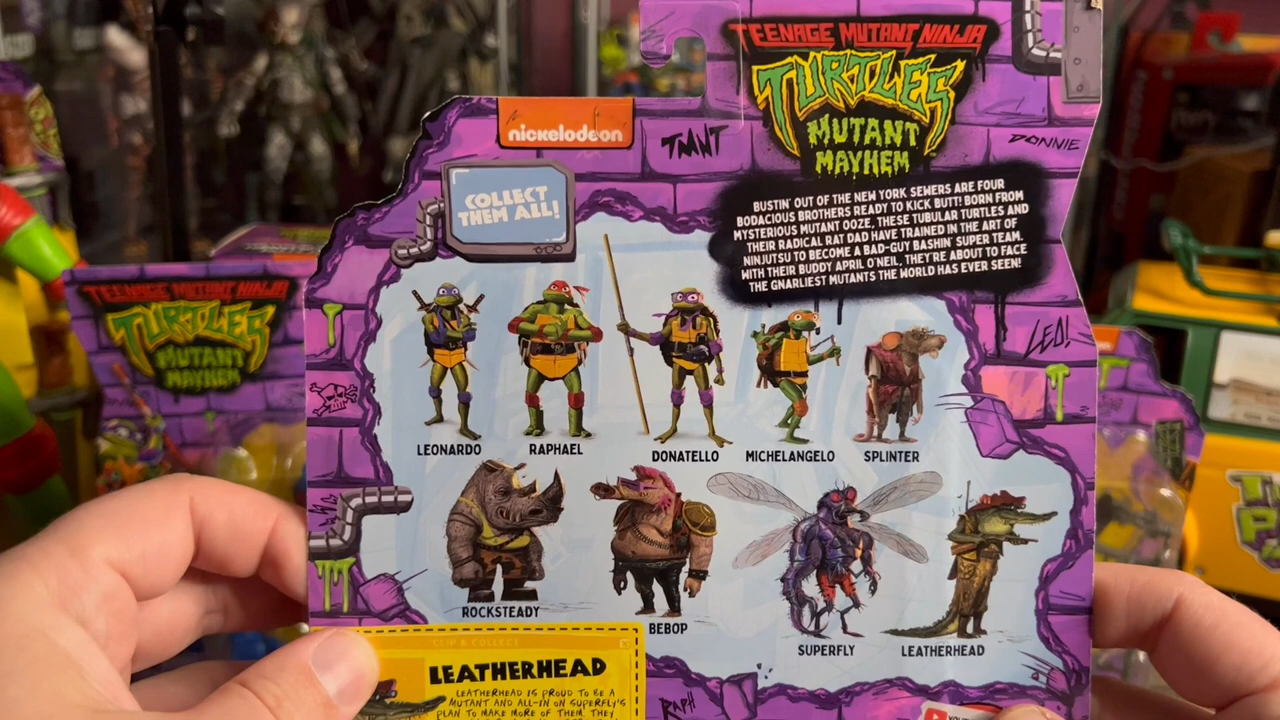 TEENAGE MUTANT NINJA
TURTLES
MUTANT
MAYHEM
nickelodeon
TMNT
DONNIE
COLLECT
THEM ALL!
BUSTIN' OUT OF THE NEW YORK SEWERS ARE FOUR
BODACIOUS BROTHERS READY TO KICK BUTT! BORN FROM
MYSTERIOUS MUTANT OOZE, THESE TUBULAR TURTLES AND
THEIR RADICAL RAT DAD HAVE TRAINED IN THE ART OF
NINJUTSU TO BECOME A BAD-GUY BASHIN' SUPER TEAM.
WITH THEIR BUDDY APRIL O'NEIL, THEY'RE ABOUT TO FACE
THE GNARLIEST MUTANTS THE WORLD HAS EVER SEEN!
TEENAGE MUTANT NINJA
TURTLES
MUTANT
MAYHEM
LEO!
LEONARDO
RAPHAEL
DONATELLO
MICHELANGELO
SPLINTER
ROCKSTEADY
BEBOP
SUPERFLY
LEATHERHEAD
CLIP & COLLECT
LEATHERHEAD
LEATHERHEAD IS PROUD TO BE A
MUTANT AND ALL-IN ON SUPERFLY'S
PLAN TO MAKE MORE OF THEM. THEY
RAPH